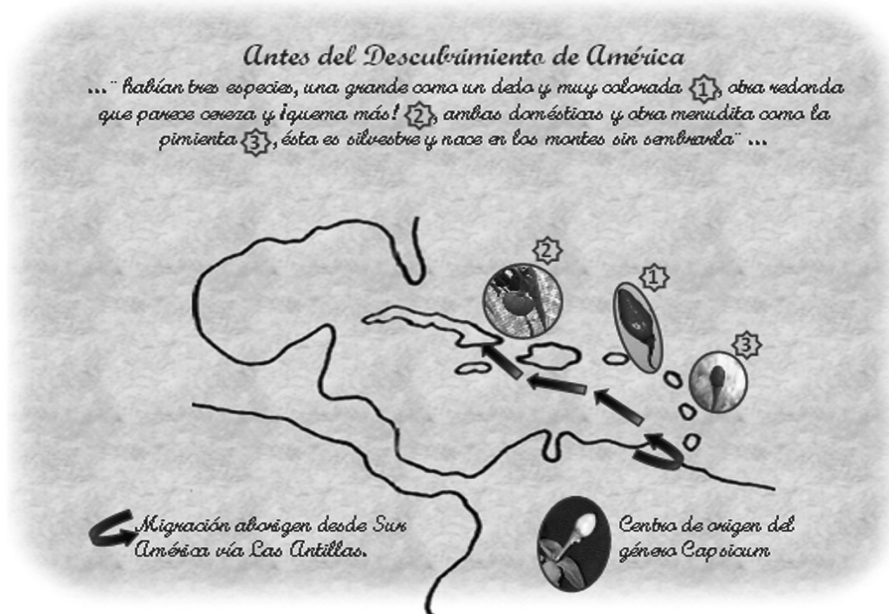 Antes del Descubrimiento de América
...¨ habían tres especies, una grande como un dedo y muy colorada 1, otra redonda
que parece cereza y ¡quema más! 2, ambas domésticas y otra menudita como la
pimienta 3, ésta es silvestre y nace en los montes sin sembrarla¨ ...
2
1
3
Migración aborigen desde Sur
América vía Las Antillas.
Centro de origen del
género Capsicum